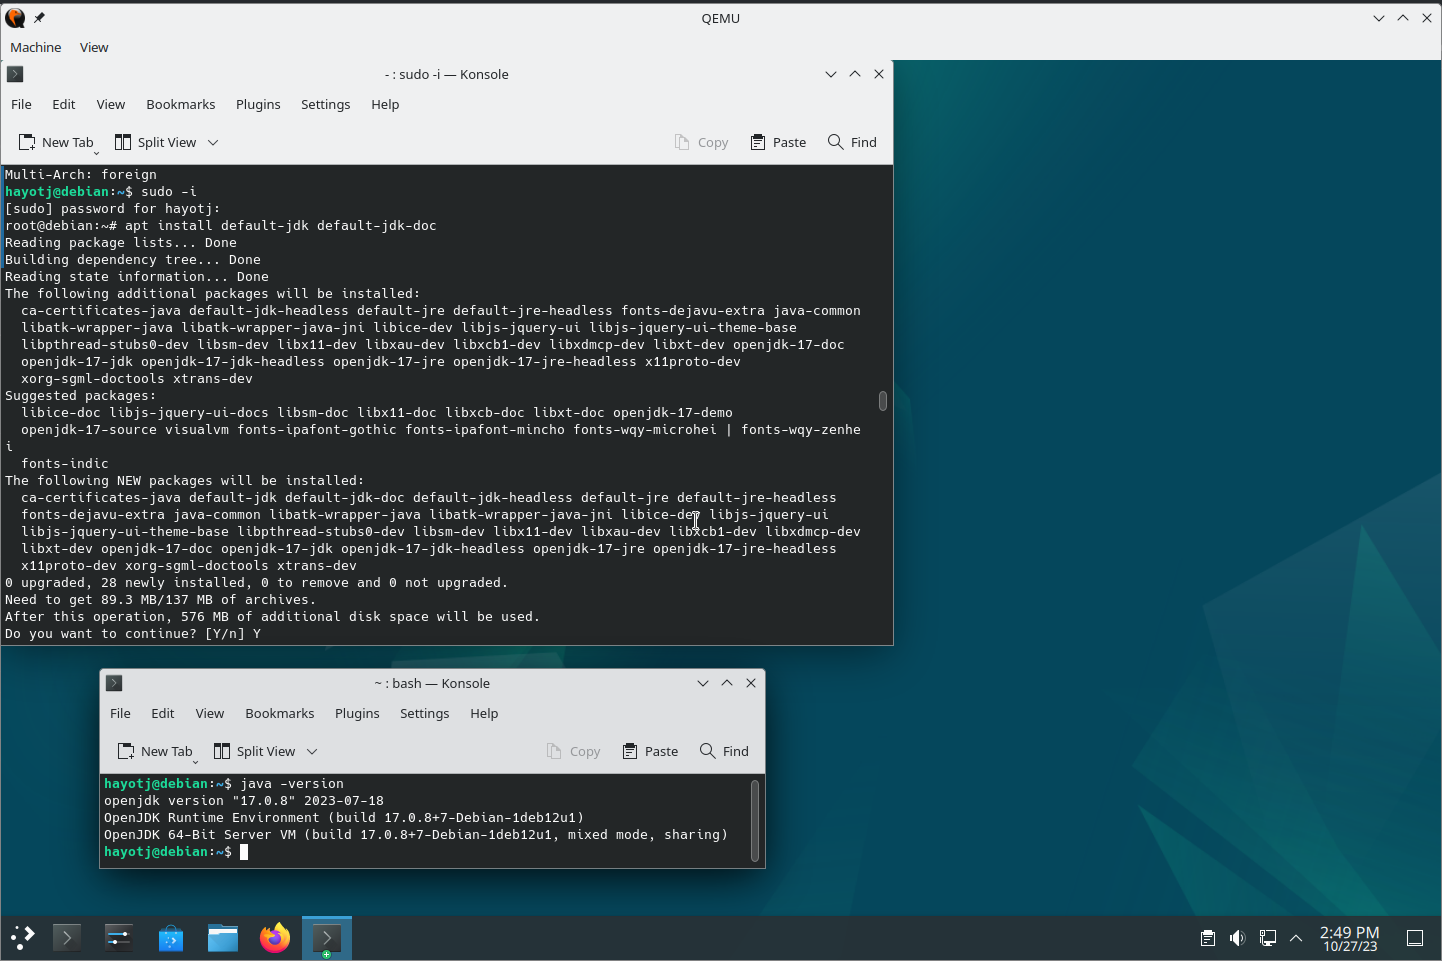 QEMU
Machine View
- : sudo -i — Konsole
File Edit View Bookmarks Plugins Settings Help
New Tab Split View Copy Paste Find
Multi-Arch: foreign
hayotj@debian:~$ sudo -i
[sudo] password for hayotj:
root@debian:~# apt install default-jdk default-jdk-doc
Reading package lists... Done
Building dependency tree... Done
Reading state information... Done
The following additional packages will be installed:
  ca-certificates-java default-jdk-headless default-jre default-jre-headless fonts-dejavu-extra java-common
  libatk-wrapper-java libatk-wrapper-java-jni libice-dev libjs-jquery-ui libjs-jquery-ui-theme-base
  libpthread-stubs0-dev libsm-dev libx11-dev libxau-dev libxcb1-dev libxdmcp-dev libxt-dev openjdk-17-doc
  openjdk-17-jdk openjdk-17-jdk-headless openjdk-17-jre openjdk-17-jre-headless x11proto-dev
  xorg-sgml-doctools xtrans-dev
Suggested packages:
  libice-doc libjs-jquery-ui-docs libsm-doc libx11-doc libxcb-doc libxt-doc openjdk-17-demo
  openjdk-17-source visualvm fonts-ipafont-gothic fonts-ipafont-mincho fonts-wqy-microhei | fonts-wqy-zenhe
i
  fonts-indic
The following NEW packages will be installed:
  ca-certificates-java default-jdk default-jdk-doc default-jdk-headless default-jre default-jre-headless
  fonts-dejavu-extra java-common libatk-wrapper-java libatk-wrapper-java-jni libice-dev libjs-jquery-ui
  libjs-jquery-ui-theme-base libpthread-stubs0-dev libsm-dev libx11-dev libxau-dev libxcb1-dev libxdmcp-dev
  libxt-dev openjdk-17-doc openjdk-17-jdk openjdk-17-jdk-headless openjdk-17-jre openjdk-17-jre-headless
  x11proto-dev xorg-sgml-doctools xtrans-dev
0 upgraded, 28 newly installed, 0 to remove and 0 not upgraded.
Need to get 89.3 MB/137 MB of archives.
After this operation, 576 MB of additional disk space will be used.
Do you want to continue? [Y/n] Y
~ : bash — Konsole
File Edit View Bookmarks Plugins Settings Help
New Tab Split View Copy Paste Find
hayotj@debian:~$ java -version
openjdk version "17.0.8" 2023-07-18
OpenJDK Runtime Environment (build 17.0.8+7-Debian-1deb12u1)
OpenJDK 64-Bit Server VM (build 17.0.8+7-Debian-1deb12u1, mixed mode, sharing)
hayotj@debian:~$
2:49 PM
10/27/23